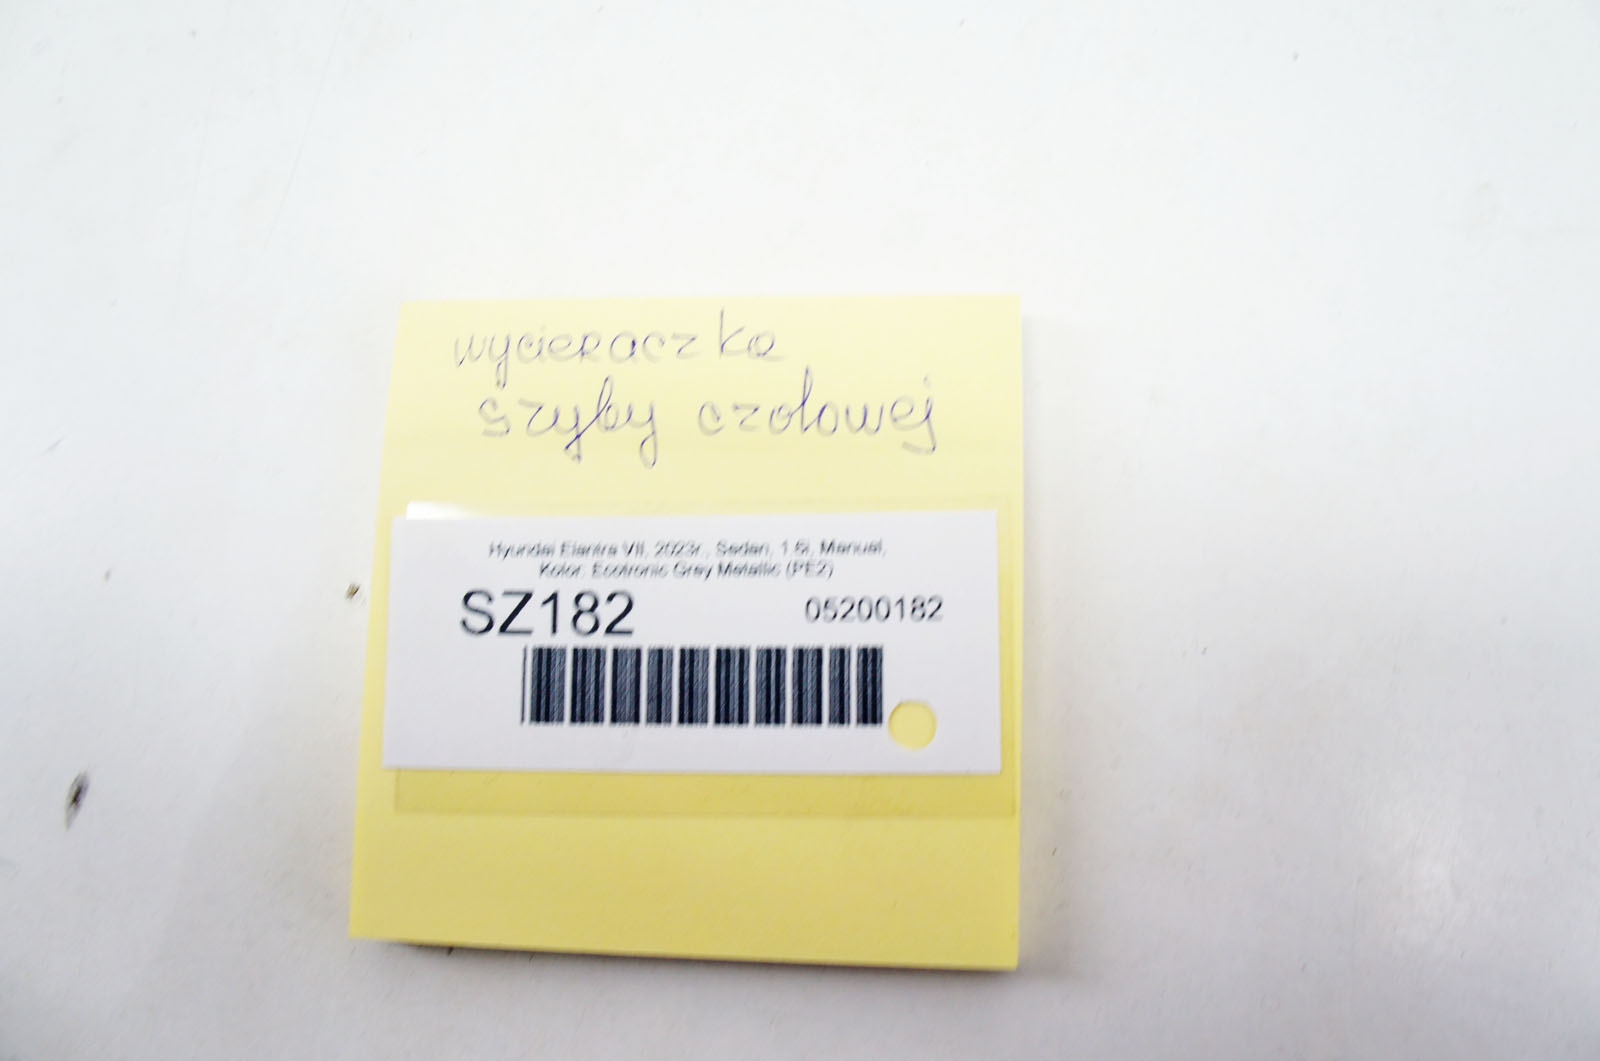 wycieraczka
szyby czołowej
Hyundai Elantra VII, 2023r., Sedan, 1.6i, Manual,
Kolor: Ecotronic Grey Metallic (PE2)
SZ182 05200182